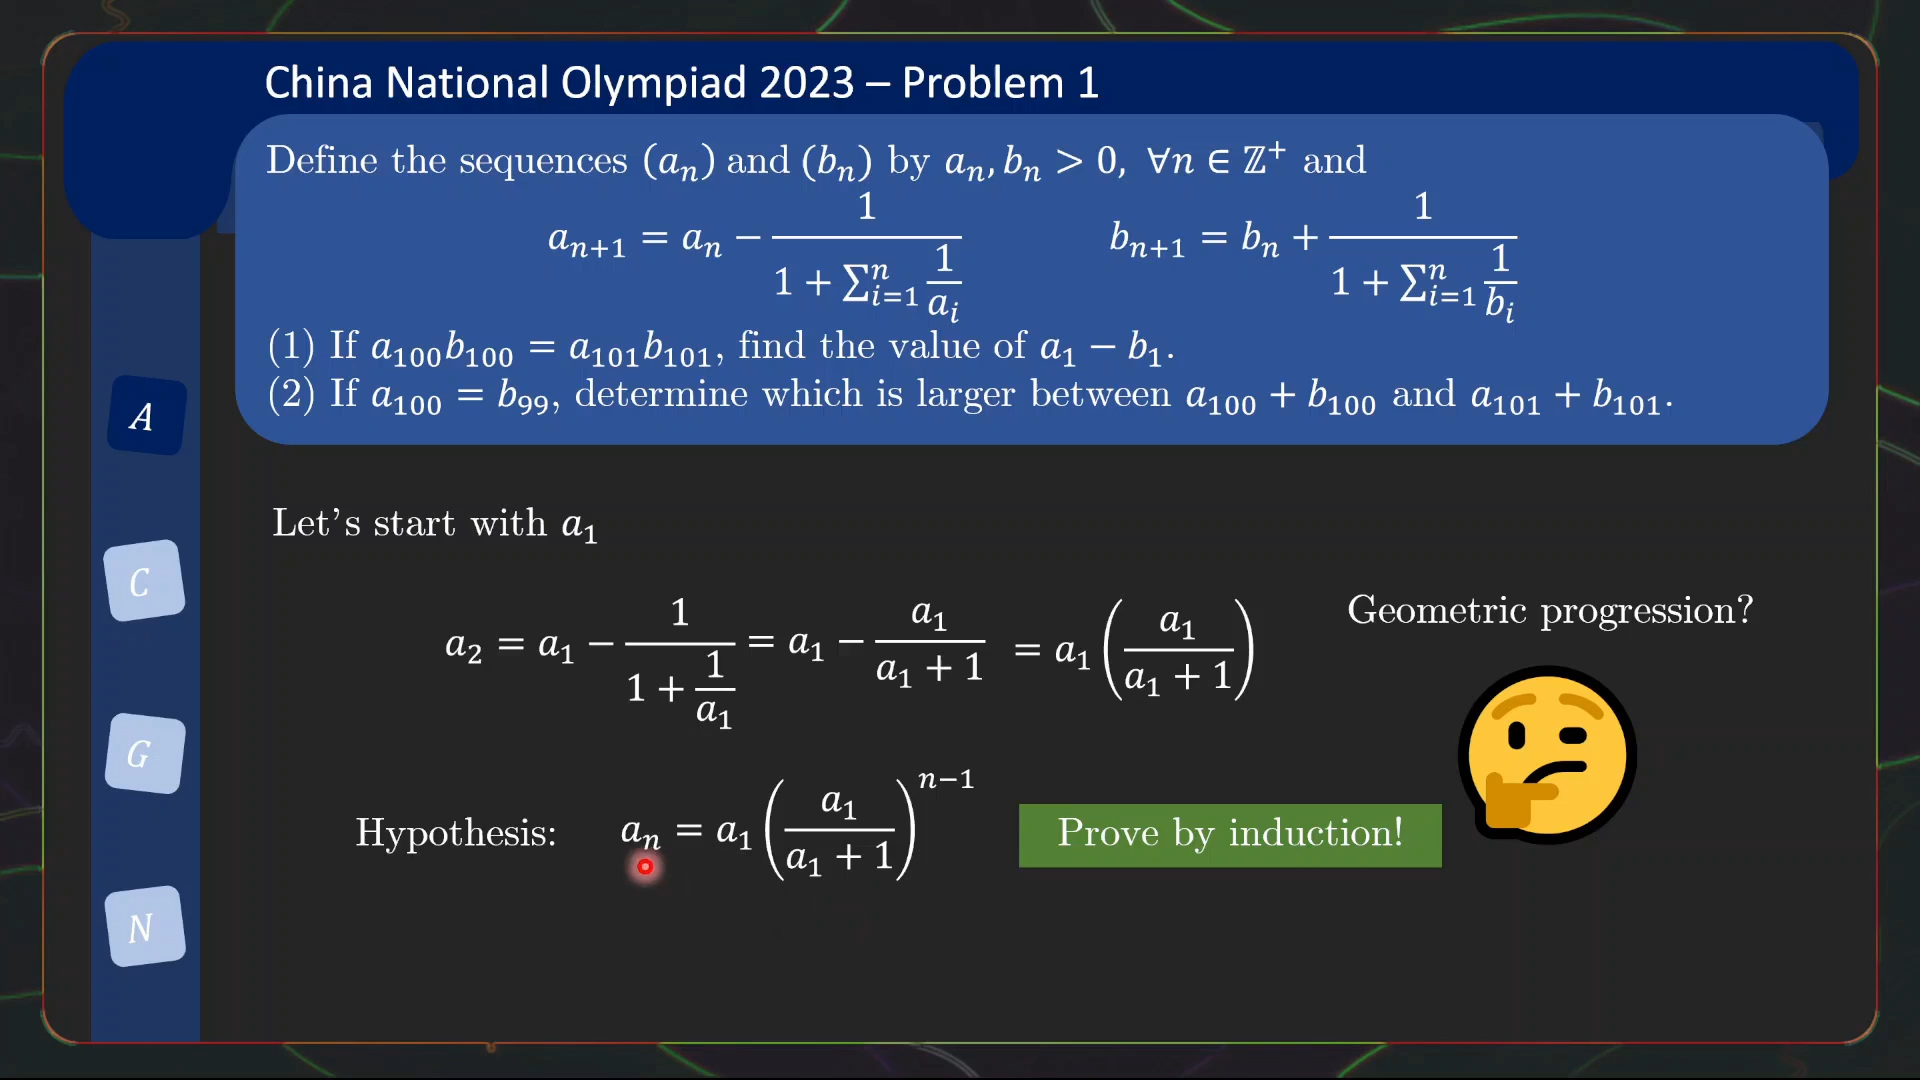 China National Olympiad 2023 – Problem 1
Define the sequences (aₙ) and (bₙ) by aₙ, bₙ > 0, ∀n ∈ ℤ⁺ and
aₙ₊₁ = aₙ − 1/(1 + ∑ᵢ₌₁ⁿ 1/aᵢ)    bₙ₊₁ = bₙ + 1/(1 + ∑ᵢ₌₁ⁿ 1/bᵢ)
(1) If a₁₀₀b₁₀₀ = a₁₀₁b₁₀₁, find the value of a₁ − b₁.
(2) If a₁₀₀ = b₉₉, determine which is larger between a₁₀₀ + b₁₀₀ and a₁₀₁ + b₁₀₁.
A
C
G
N
Let's start with a₁
a₂ = a₁ − 1/(1 + 1/a₁) = a₁ − a₁/(a₁ + 1) = a₁(a₁/(a₁ + 1))
Geometric progression?
Hypothesis: aₙ = a₁(a₁/(a₁ + 1))ⁿ⁻¹
Prove by induction!